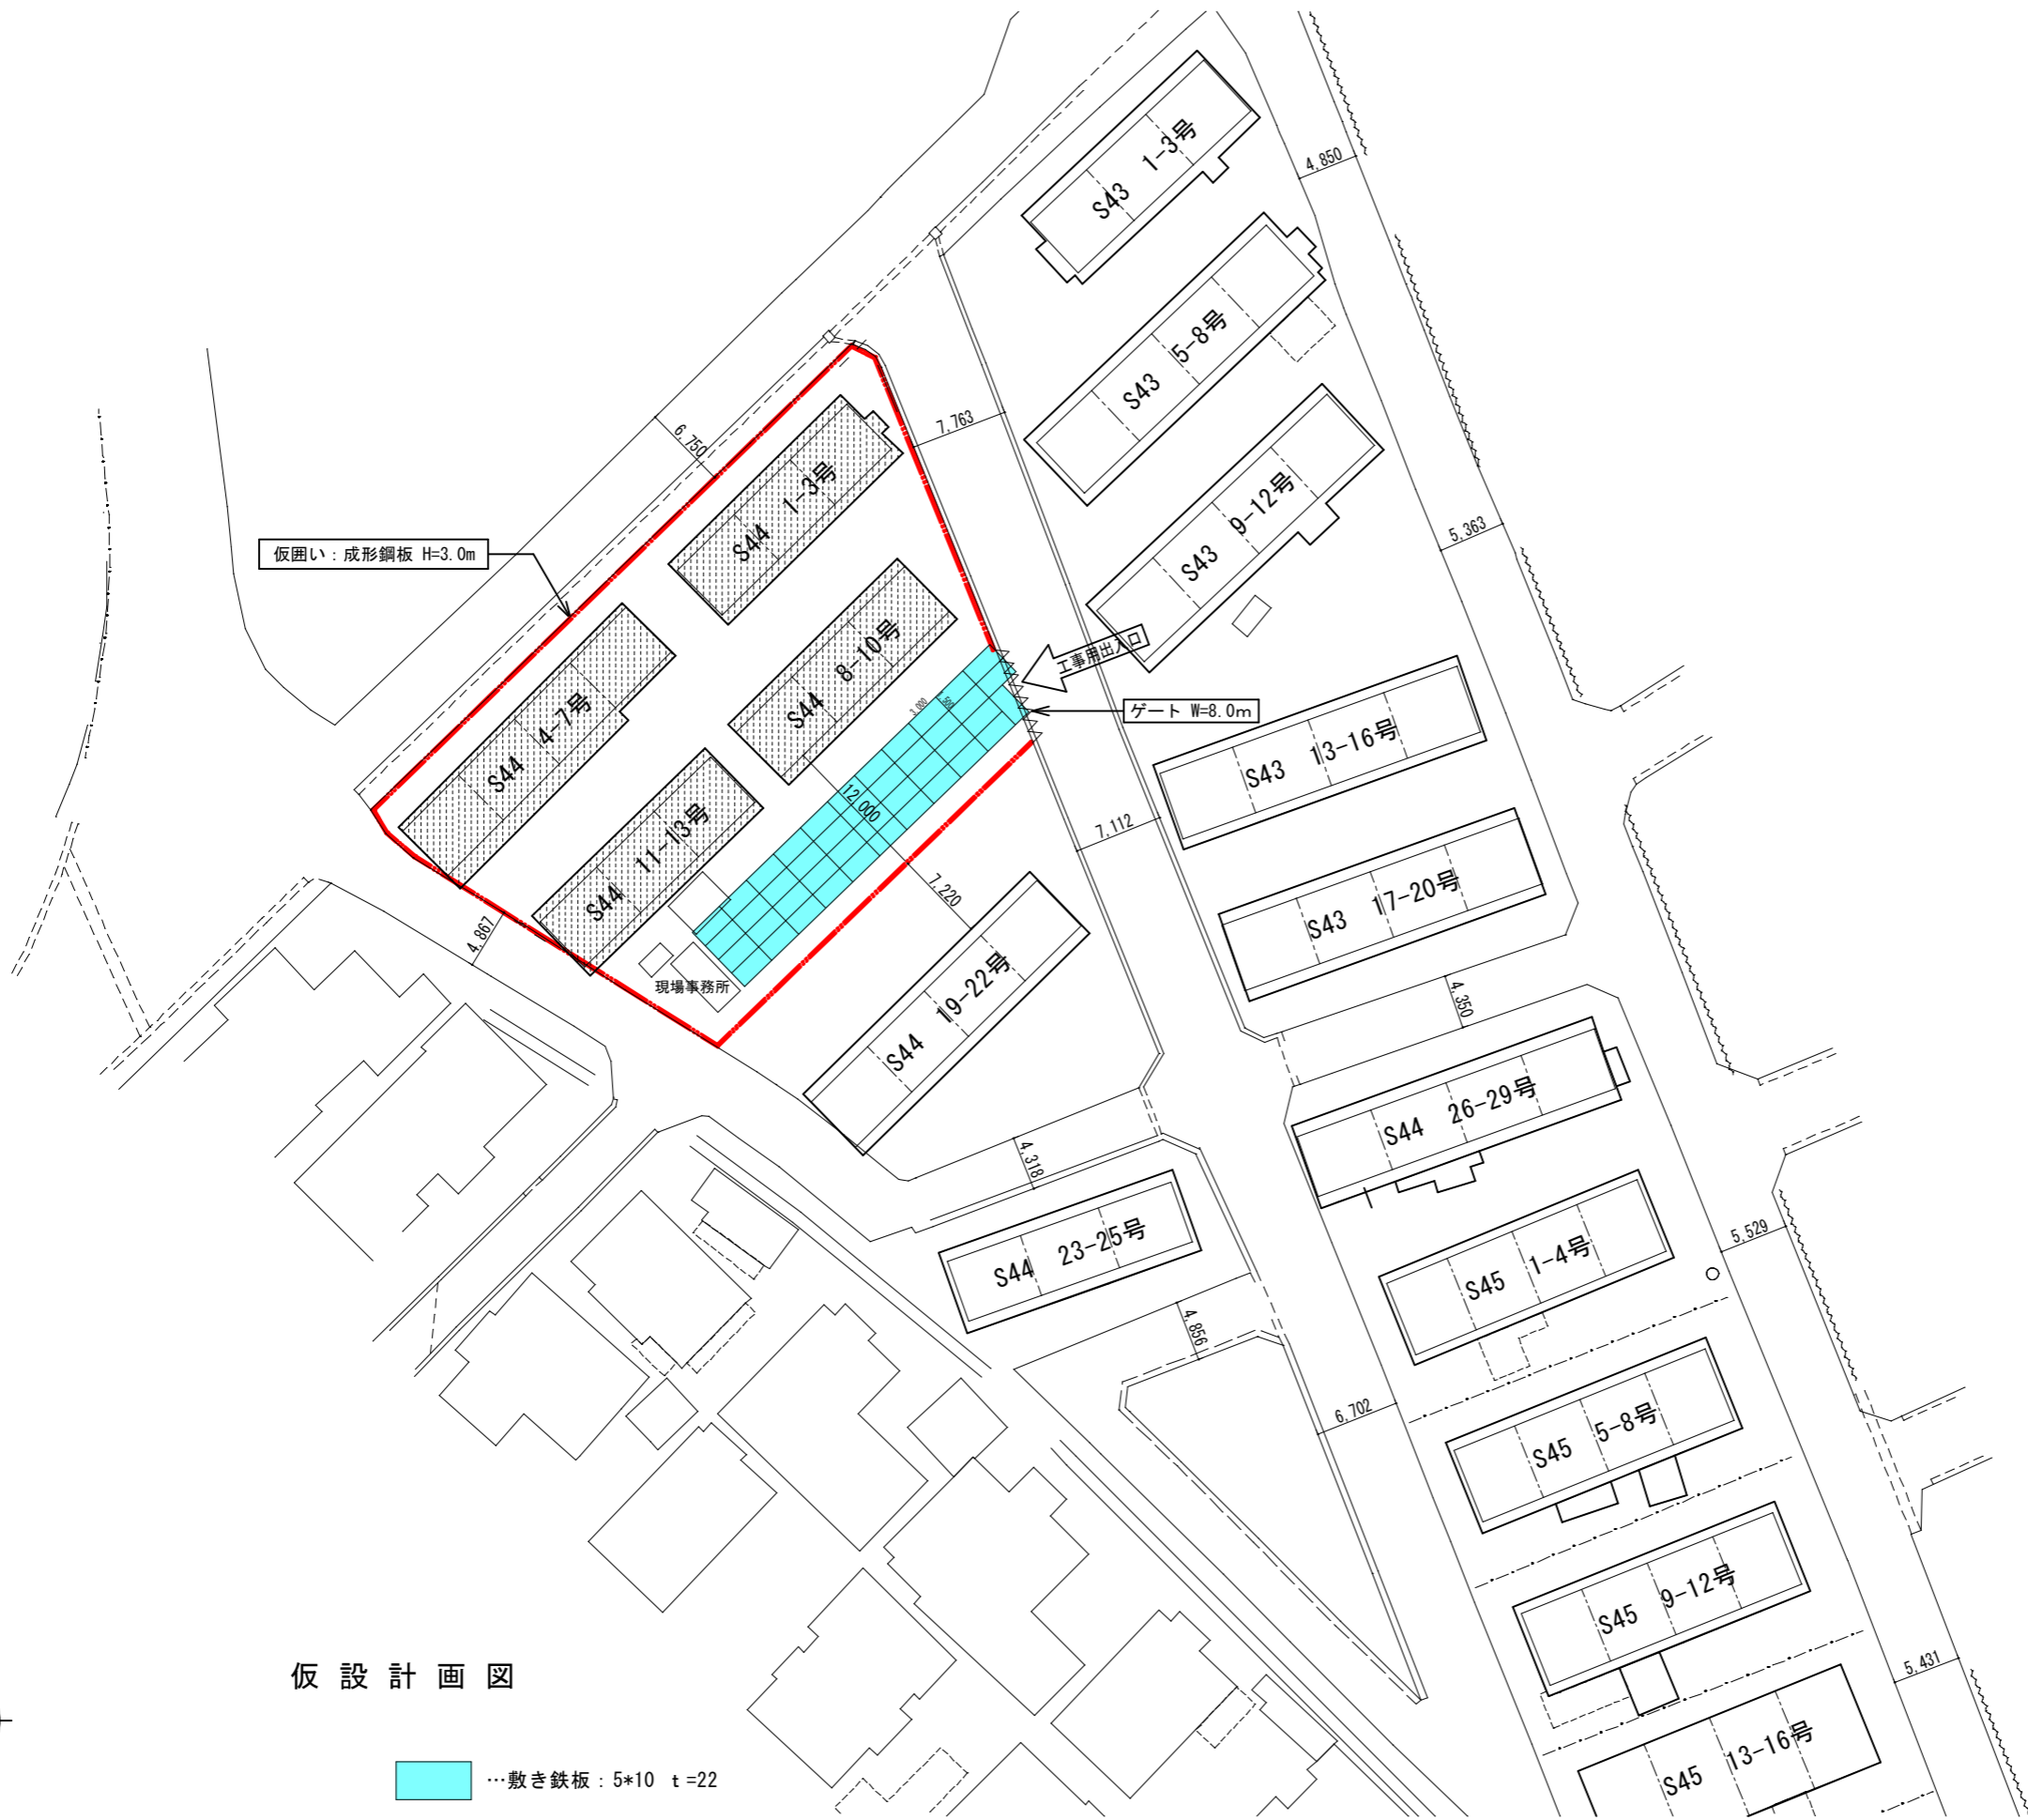 S43 1-3号
4,850
S43 5-8号
7,763
6,750
S43 9-12号
S44 1-3号
5,363
仮囲い：成形鋼板 H=3.0m
S44 8-10号
工事用出入口
S44 4-7号
3,000
ゲート W=8.0m
S43 13-16号
12,000
7,112
S44 11-13号
7,220
S43 17-20号
4,867
現場事務所
S44 19-22号
4,350
S44 26-29号
4,318
S44 23-25号
5,529
S45 1-4号
4,856
6,702
S45 5-8号
S45 9-12号
5,431
仮設計画図
S45 13-16号
…敷き鉄板：5*10 t=22